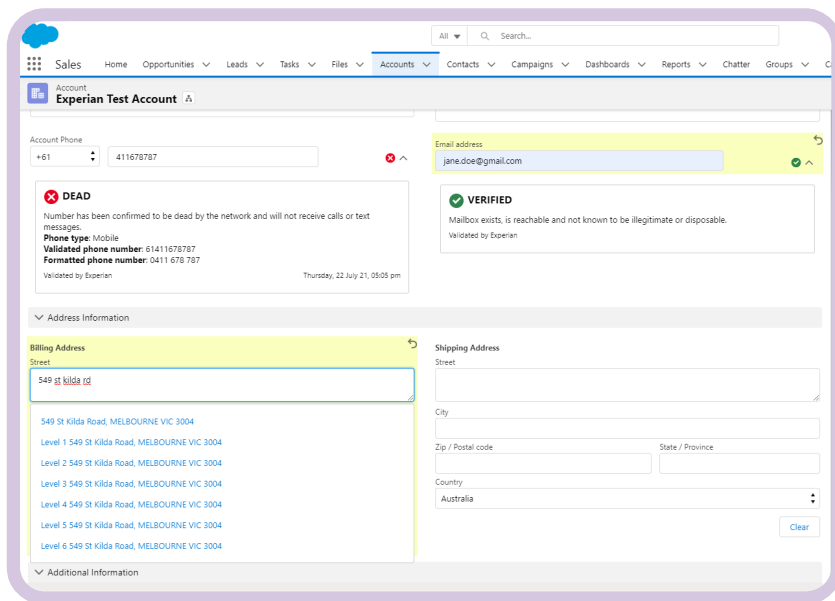 All
Search...
Sales Home Opportunities Leads Tasks Files Accounts Contacts Campaigns Dashboards Reports Chatter Groups
Account
Experian Test Account
Account Phone
+61 411678787
Email address
jane.doe@gmail.com
DEAD
Number has been confirmed to be dead by the network and will not receive calls or text
messages.
Phone type: Mobile
Validated phone number: 61411678787
Formatted phone number: 0411 678 787
Validated by Experian Thursday, 22 July 21, 05:05 pm
VERIFIED
Mailbox exists, is reachable and not known to be illegitimate or disposable.
Validated by Experian
Address Information
Billing Address
Street
549 st kilda rd
549 St Kilda Road, MELBOURNE VIC 3004
Level 1 549 St Kilda Road, MELBOURNE VIC 3004
Level 2 549 St Kilda Road, MELBOURNE VIC 3004
Level 3 549 St Kilda Road, MELBOURNE VIC 3004
Level 4 549 St Kilda Road, MELBOURNE VIC 3004
Level 5 549 St Kilda Road, MELBOURNE VIC 3004
Level 6 549 St Kilda Road, MELBOURNE VIC 3004
Shipping Address
Street
City
Zip / Postal code State / Province
Country
Australia
Clear
Additional Information